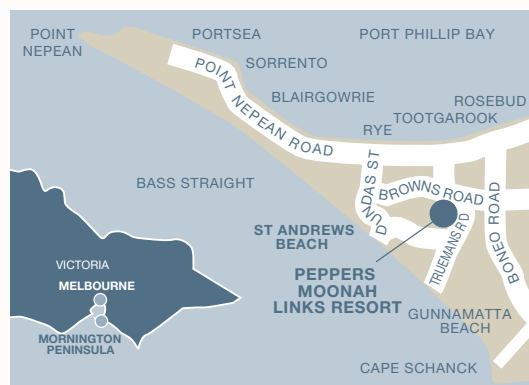 POINT
NEPEAN
PORTSEA
PORT PHILLIP BAY
SORRENTO
POINT NEPEAN ROAD
BLAIRGOWRIE
ROSEBUD
TOOTGAROOK
RYE
BASS STRAIGHT
DUNDAS ST
BROWNS ROAD
ST ANDREWS
BEACH
TRUEMANS RD
BONEO ROAD
PEPPERS
MOONAH
LINKS RESORT
VICTORIA
MELBOURNE
MORNINGTON
PENINSULA
GUNNAMATTA
BEACH
CAPE SCHANCK